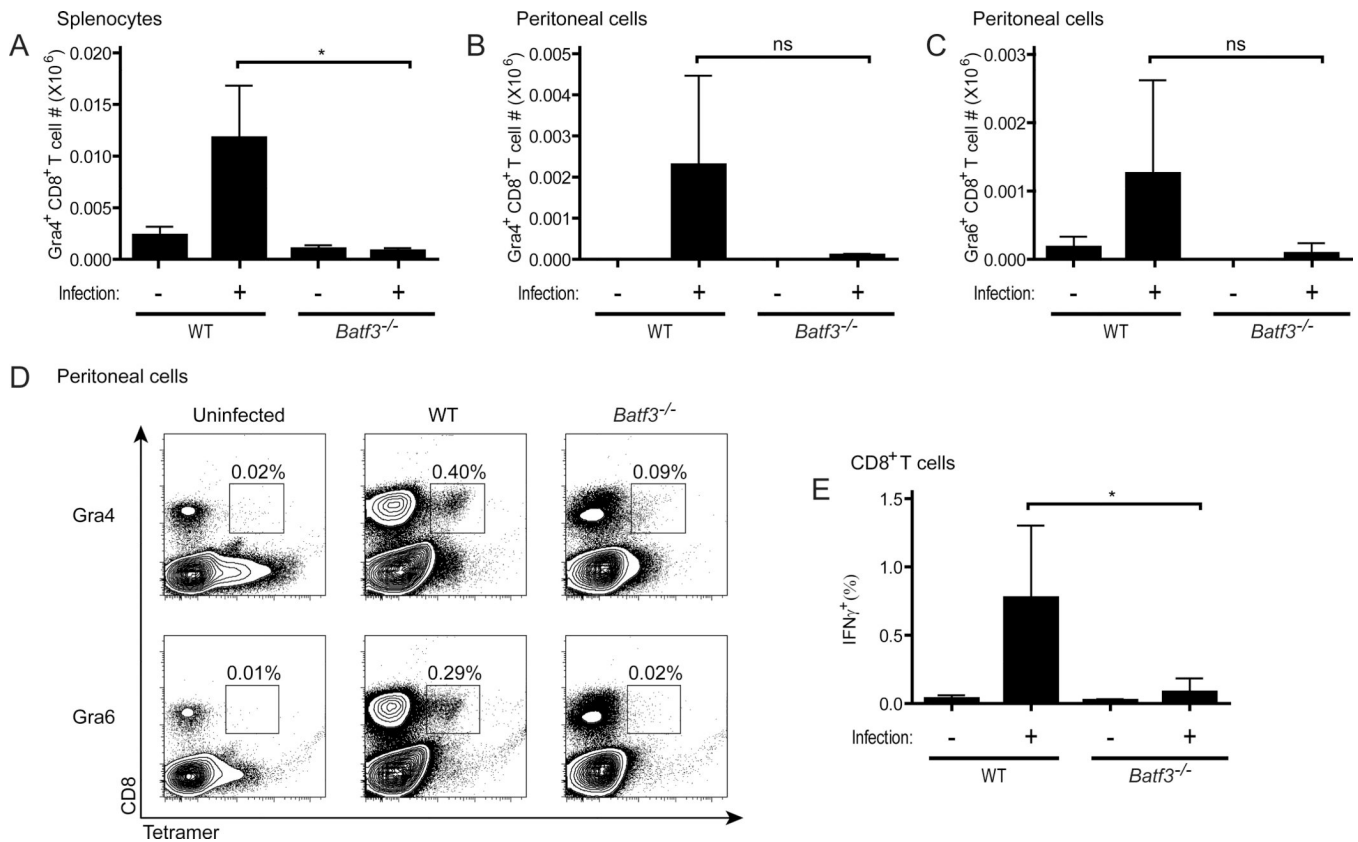 A Splenocytes
Gra4+ CD8+ T cell # (X10^6)
0.020
0.015
0.010
0.005
0.000
*
Infection: - + - +
WT Batf3-/-
B Peritoneal cells
Gra4+ CD8+ T cell # (X10^6)
0.005
0.004
0.003
0.002
0.001
0.000
ns
Infection: - + - +
WT Batf3-/-
C Peritoneal cells
Gra6+ CD8+ T cell # (X10^6)
0.003
0.002
0.001
0.000
ns
Infection: - + - +
WT Batf3-/-
D Peritoneal cells
Uninfected WT Batf3-/-
Gra4
0.02% 0.40% 0.09%
Gra6
0.01% 0.29% 0.02%
CD8
Tetramer
E CD8+ T cells
IFNγ+(%)
1.5
1.0
0.5
0.0
*
Infection: - + - +
WT Batf3-/-